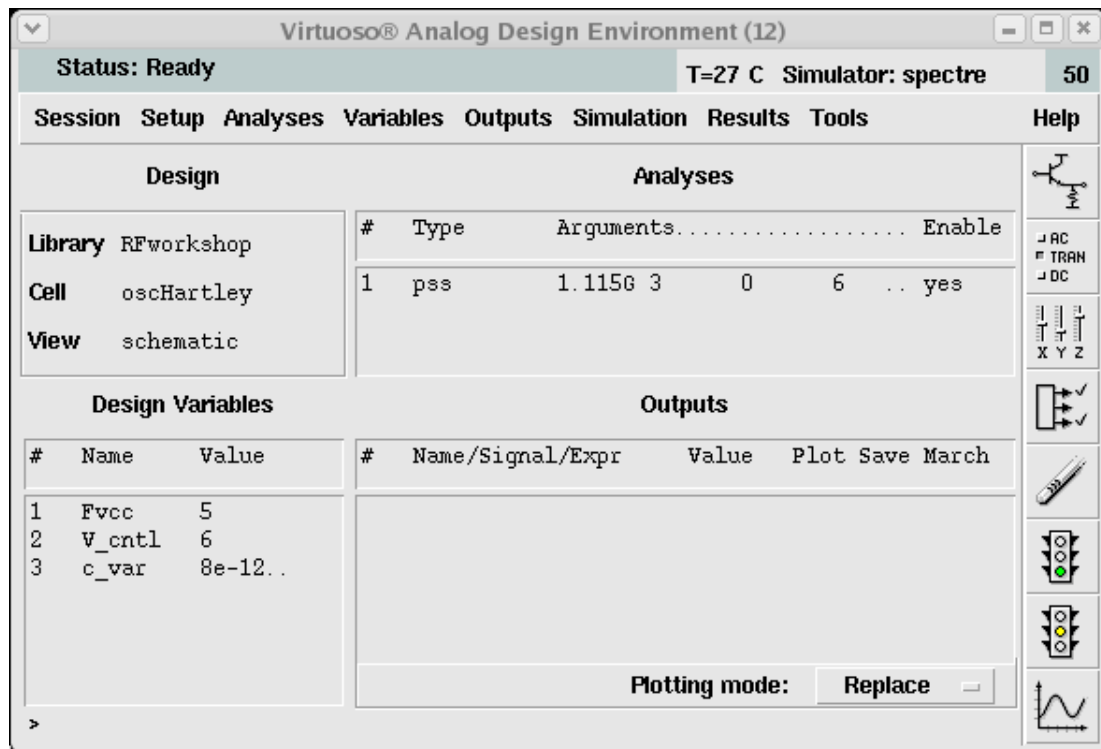 Virtuoso® Analog Design Environment (12)
Status: Ready T=27 C Simulator: spectre 50
Session Setup Analyses Variables Outputs Simulation Results Tools Help
Design
Library RFworkshop
Cell oscHartley
View schematic
Analyses
# Type Arguments................... Enable
1 pss 1.115G 3 0 6 .. yes
Design Variables
# Name Value
1 Fvcc 5
2 V_cntl 6
3 c_var 8e-12..
Outputs
# Name/Signal/Expr Value Plot Save March
Plotting mode: Replace
AC
TRAN
DC
X Y Z
>